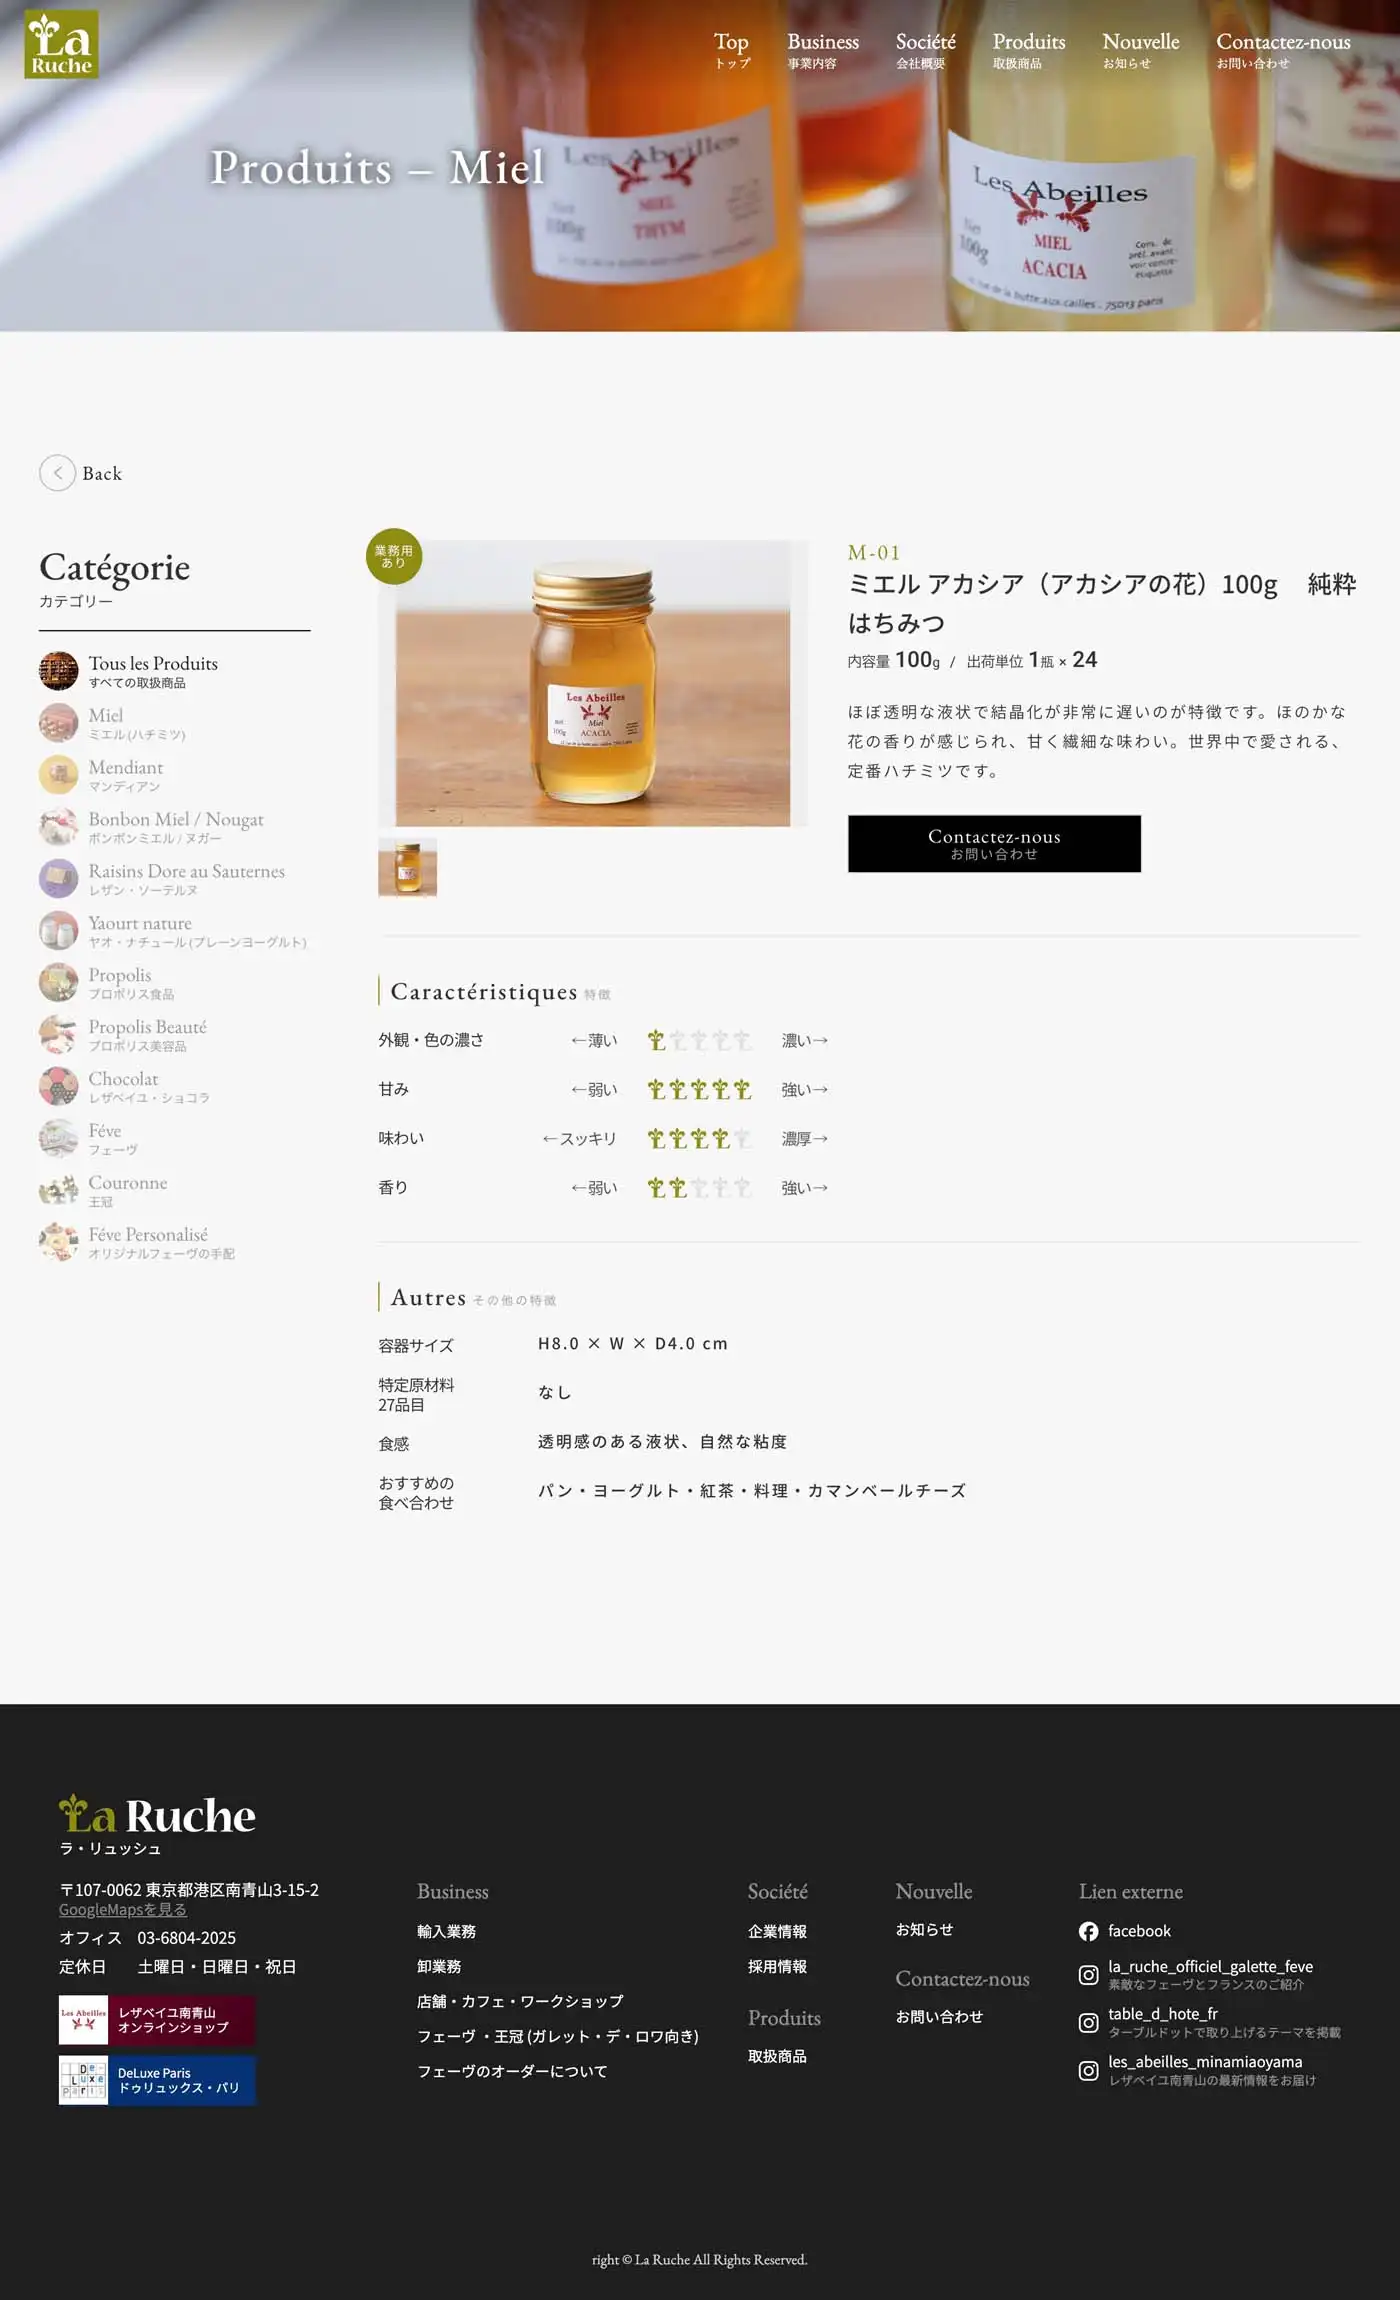 La
Ruche
Top
トップ
Business
事業内容
Société
会社概要
Produits
取扱商品
Nouvelle
お知らせ
Contactez-nous
お問い合わせ
Produits – Miel
Les Abeilles
MIEL
THYM
Net
100g
Les Abeilles
MIEL
ACACIA
Net
100g
rue de la butte aux cailles . 75013 paris
Back
Catégorie
カテゴリー
Tous les Produits
すべての取扱商品
Miel
ミエル (ハチミツ)
Mendiant
マンディアン
Bonbon Miel / Nougat
ボンボンミエル / ヌガー
Raisins Dore au Sauternes
レザン・ソーテルヌ
Yaourt nature
ヤオ・ナチュール (プレーンヨーグルト)
Propolis
プロポリス食品
Propolis Beauté
プロポリス美容品
Chocolat
レザベイユ・ショコラ
Féve
フェーヴ
Couronne
王冠
Féve Personalisé
オリジナルフェーヴの手配
業務用
あり
Les Abeilles
Miel
ACACIA
100g
M-01
ミエル アカシア（アカシアの花）100g　純粋
はちみつ
内容量 100g / 出荷単位 1瓶 × 24
ほぼ透明な液状で結晶化が非常に遅いのが特徴です。ほのかな
花の香りが感じられ、甘く繊細な味わい。世界中で愛される、
定番ハチミツです。
Contactez-nous
お問い合わせ
Caractéristiques 特徴
外観・色の濃さ ←薄い 濃い→
甘み ←弱い 強い→
味わい ←スッキリ 濃厚→
香り ←弱い 強い→
Autres その他の特徴
容器サイズ H8.0 × W × D4.0 cm
特定原材料
27品目
なし
食感 透明感のある液状、自然な粘度
おすすめの
食べ合わせ
パン・ヨーグルト・紅茶・料理・カマンベールチーズ
La Ruche
ラ・リュッシュ
〒107-0062 東京都港区南青山3-15-2
GoogleMapsを見る
オフィス 03-6804-2025
定休日 土曜日・日曜日・祝日
Les Abeilles
レザベイユ南青山
オンラインショップ
De-
Luxe
paris
DeLuxe Paris
ドゥリュックス・パリ
Business
輸入業務
卸業務
店舗・カフェ・ワークショップ
フェーヴ ・王冠 (ガレット・デ・ロワ向き)
フェーヴのオーダーについて
Société
企業情報
採用情報
Produits
取扱商品
Nouvelle
お知らせ
Contactez-nous
お問い合わせ
Lien externe
facebook
la_ruche_officiel_galette_feve
素敵なフェーヴとフランスのご紹介
table_d_hote_fr
ターブルドットで取り上げるテーマを掲載
les_abeilles_minamiaoyama
レザベイユ南青山の最新情報をお届け
right © La Ruche All Rights Reserved.